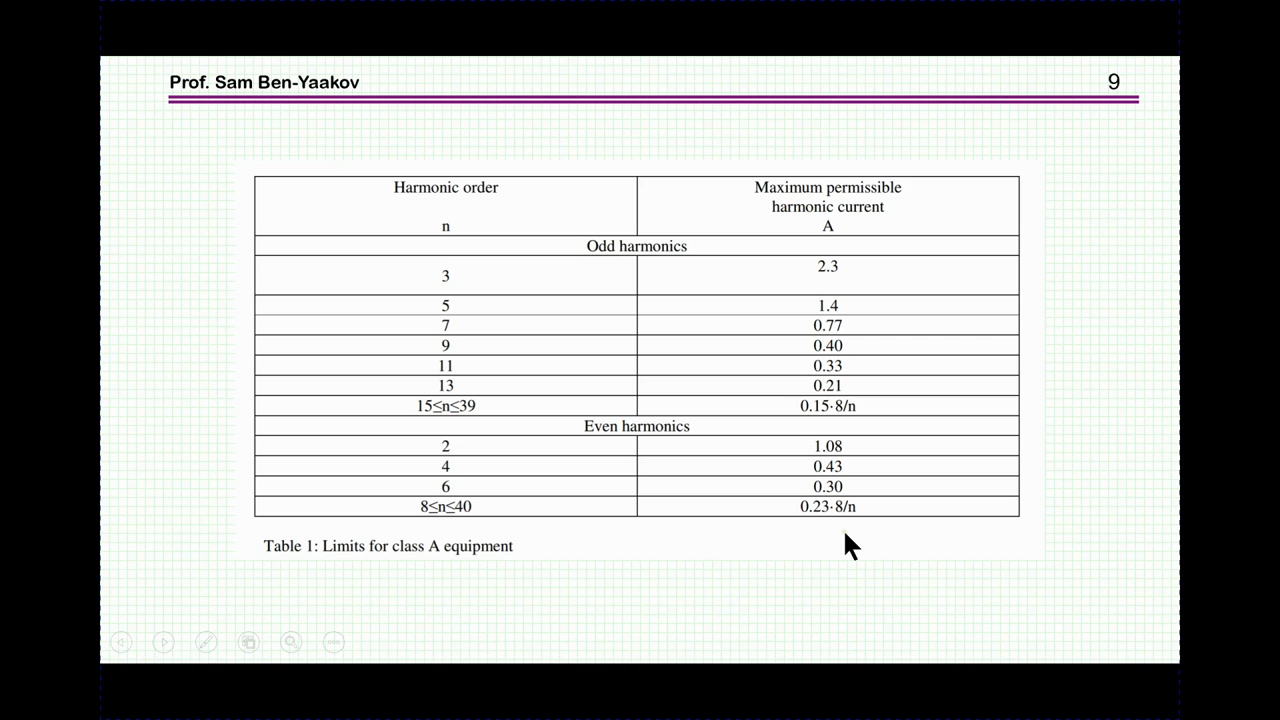 Prof. Sam Ben-Yaakov 9
Harmonic order Maximum permissible
harmonic current
n A
Odd harmonics
3 2.3
5 1.4
7 0.77
9 0.40
11 0.33
13 0.21
15≤n≤39 0.15·8/n
Even harmonics
2 1.08
4 0.43
6 0.30
8≤n≤40 0.23·8/n
Table 1: Limits for class A equipment